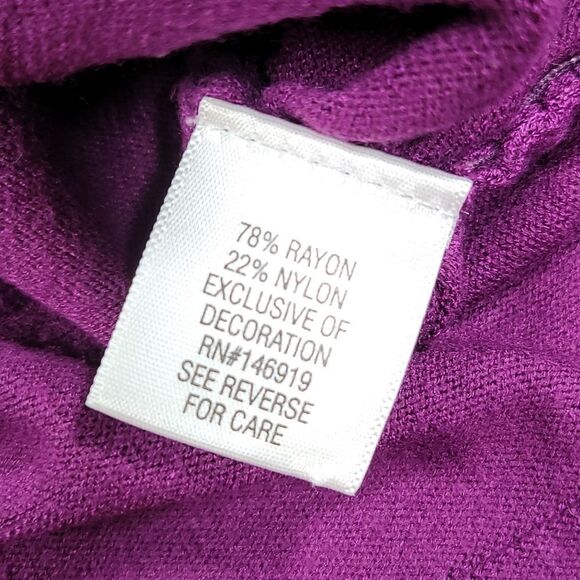 78% RAYON
22% NYLON
EXCLUSIVE OF
DECORATION
RN#146919
SEE REVERSE
FOR CARE